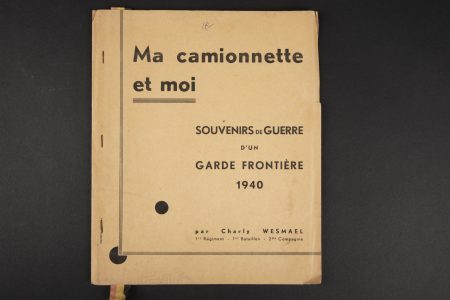 Ma camionnette
et moi
SOUVENIRS DE GUERRE
D'UN
GARDE FRONTIÈRE
1940
par Charly WESMAEL
1er Régiment - 1er Bataillon - 2me Compagnie